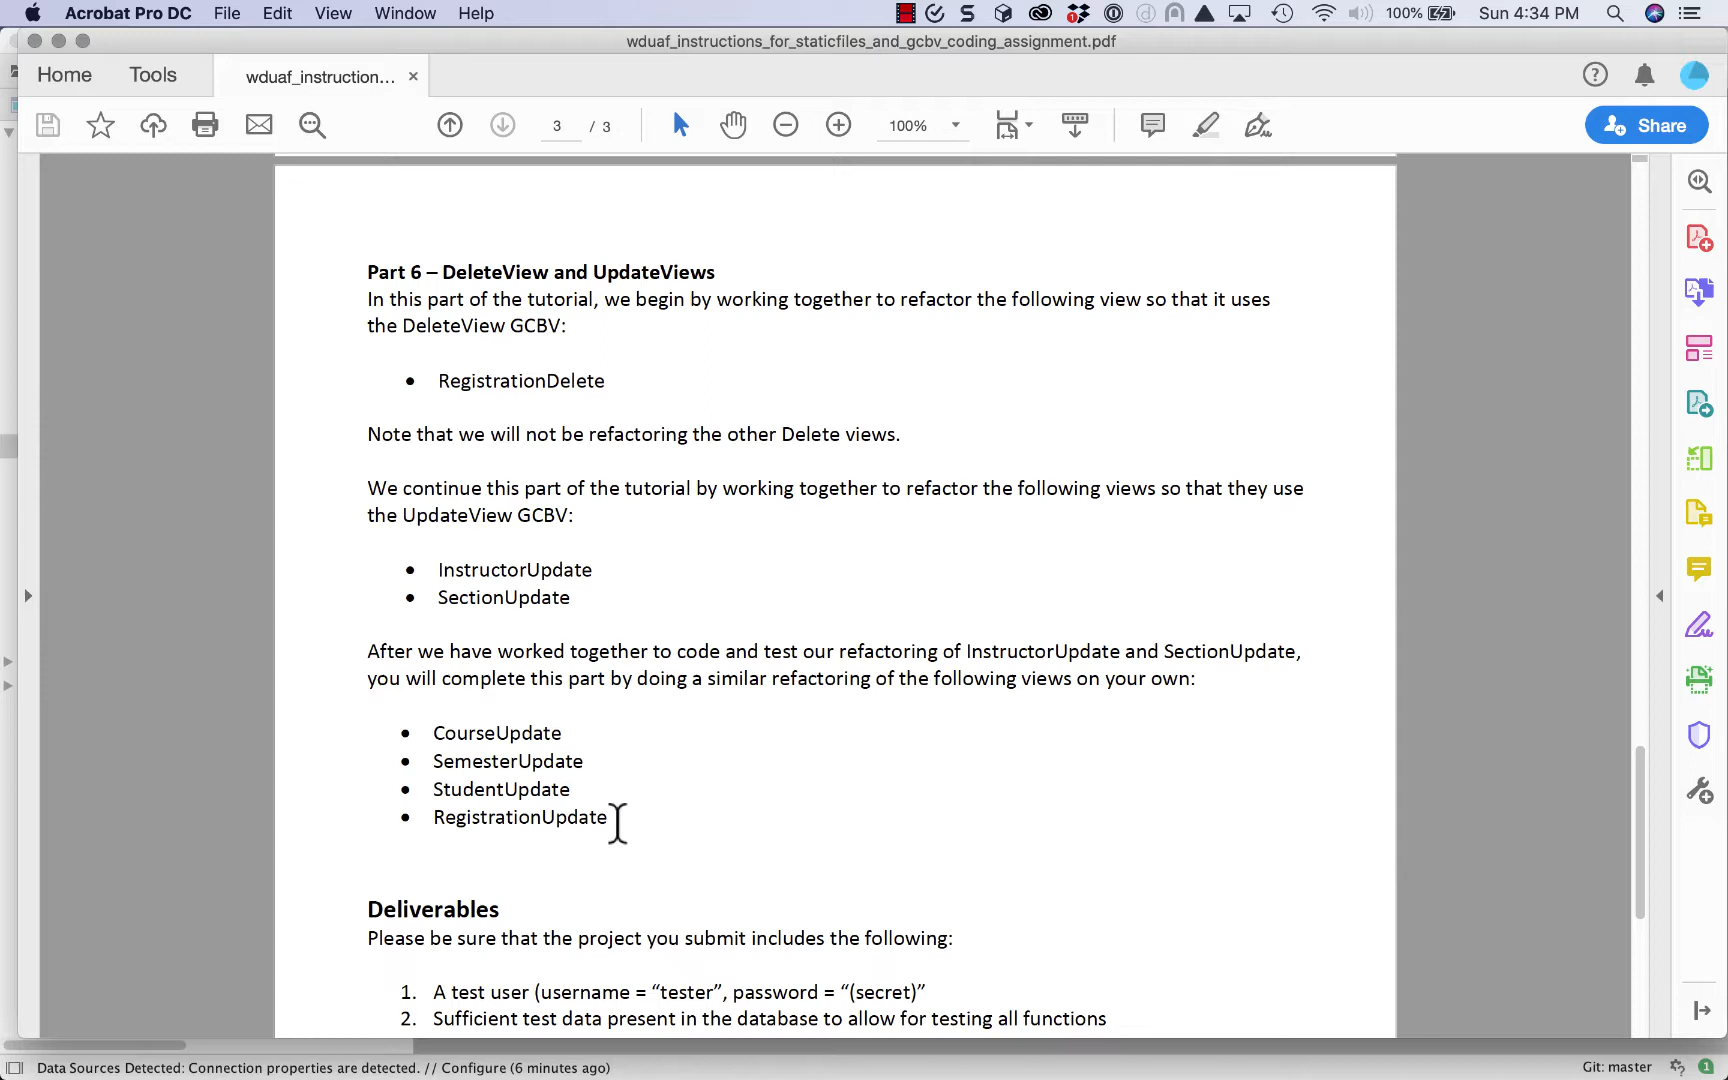 Acrobat Pro DC File Edit View Window Help 100% Sun 4:34 PM
wduaf_instructions_for_staticfiles_and_gcbv_coding_assignment.pdf
Home Tools wduaf_instruction... ×
3 / 3 100% Share
Part 6 – DeleteView and UpdateViews
In this part of the tutorial, we begin by working together to refactor the following view so that it uses
the DeleteView GCBV:
• RegistrationDelete
Note that we will not be refactoring the other Delete views.
We continue this part of the tutorial by working together to refactor the following views so that they use
the UpdateView GCBV:
• InstructorUpdate
• SectionUpdate
After we have worked together to code and test our refactoring of InstructorUpdate and SectionUpdate,
you will complete this part by doing a similar refactoring of the following views on your own:
• CourseUpdate
• SemesterUpdate
• StudentUpdate
• RegistrationUpdate
Deliverables
Please be sure that the project you submit includes the following:
1. A test user (username = “tester”, password = “(secret)”
2. Sufficient test data present in the database to allow for testing all functions
Data Sources Detected: Connection properties are detected. // Configure (6 minutes ago) Git: master 1